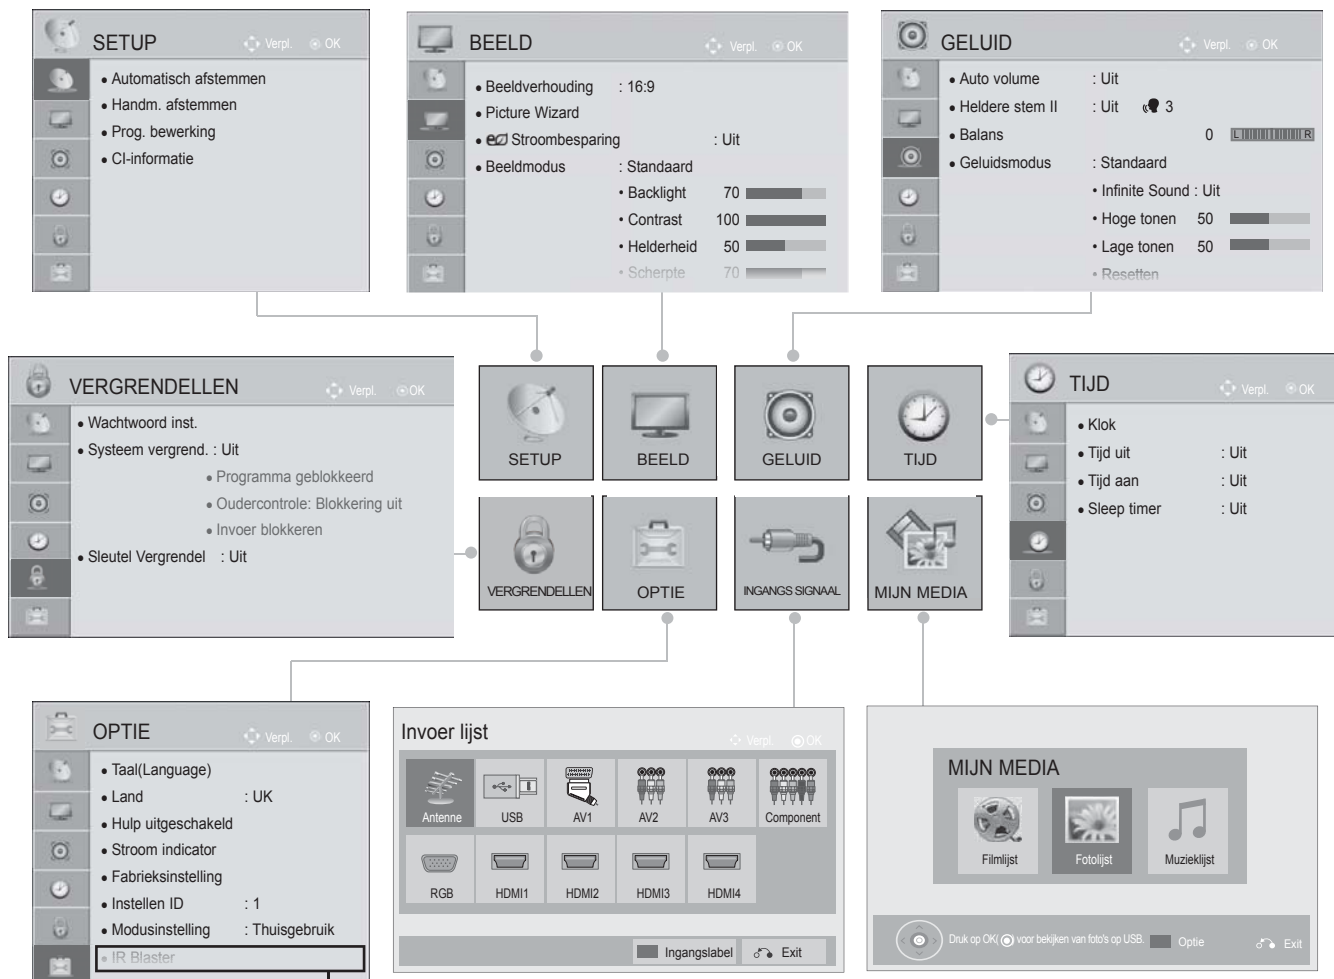 SETUP
Verpl. OK
• Automatisch afstemmen
• Handm. afstemmen
• Prog. bewerking
• CI-informatie
BEELD
Verpl. OK
• Beeldverhouding : 16:9
• Picture Wizard
• eco Stroombesparing : Uit
• Beeldmodus : Standaard
• Backlight 70
• Contrast 100
• Helderheid 50
• Scherpte 70
GELUID
Verpl. OK
• Auto volume : Uit
• Heldere stem II : Uit 3
• Balans 0 L R
• Geluidsmodus : Standaard
• Infinite Sound : Uit
• Hoge tonen 50
• Lage tonen 50
• Resetten
VERGRENDELLEN
Verpl. OK
• Wachtwoord inst.
• Systeem vergrend. : Uit
• Programma geblokkeerd
• Oudercontrole: Blokkering uit
• Invoer blokkeren
• Sleutel Vergrendel : Uit
SETUP BEELD GELUID TIJD
VERGRENDELLEN OPTIE INGANGS SIGNAAL MIJN MEDIA
TIJD
Verpl. OK
• Klok
• Tijd uit : Uit
• Tijd aan : Uit
• Sleep timer : Uit
OPTIE
Verpl. OK
• Taal(Language)
• Land : UK
• Hulp uitgeschakeld
• Stroom indicator
• Fabrieksinstelling
• Instellen ID : 1
• Modusinstelling : Thuisgebruik
• IR Blaster
Invoer lijst
Verpl. OK
Antenne USB AV1 AV2 AV3 Component
RGB HDMI1 HDMI2 HDMI3 HDMI4
Ingangslabel Exit
MIJN MEDIA
Filmlijst Fotolijst Muzieklijst
Druk op OK( ) voor bekijken van foto's op USB. Optie Exit